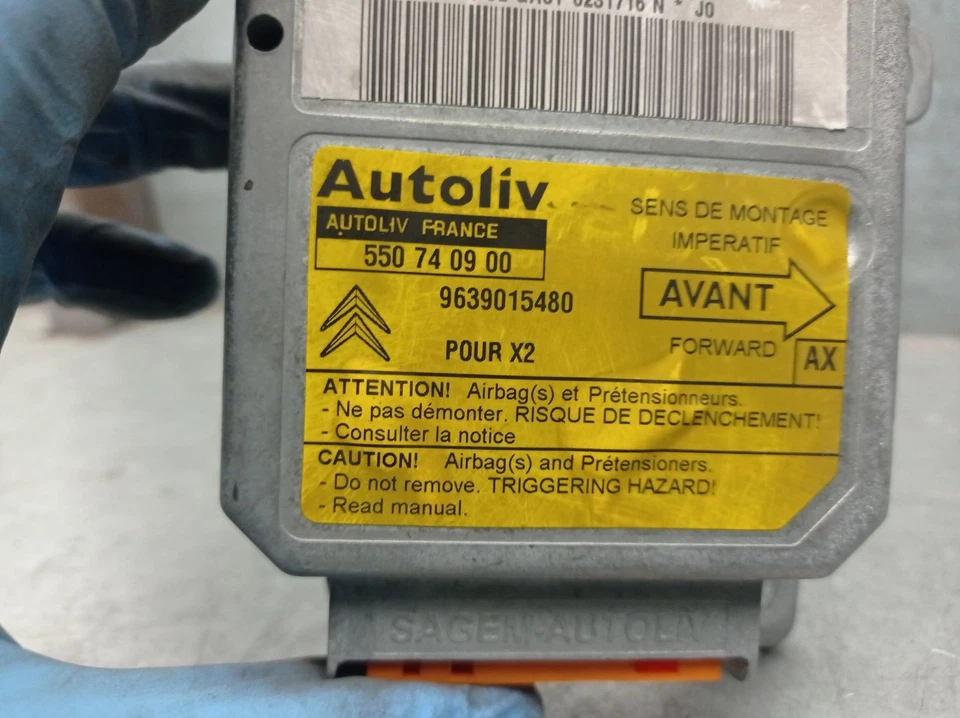 0231716 N * J0
Autoliv
AUTOLIV FRANCE
550 74 09 00
9639015480
POUR X2
SENS DE MONTAGE
IMPERATIF
AVANT
FORWARD
AX
ATTENTION! Airbag(s) et Prétensionneurs.
- Ne pas démonter. RISQUE DE DECLENCHEMENT!
- Consulter la notice
CAUTION! Airbag(s) and Prétensioners.
- Do not remove. TRIGGERING HAZARD!
- Read manual.
SAGEM-AUTOLIV